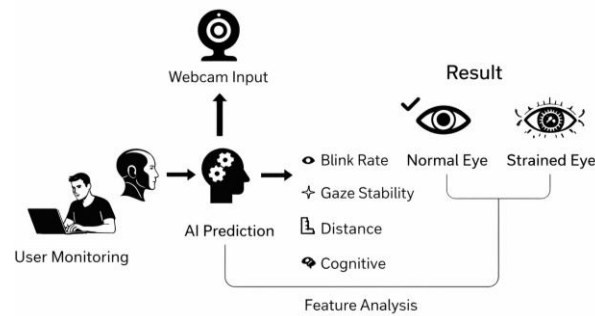 Webcam Input
Result
Blink Rate
Normal Eye
Strained Eye
Gaze Stability
AI Prediction
Distance
User Monitoring
Cognitive
Feature Analysis